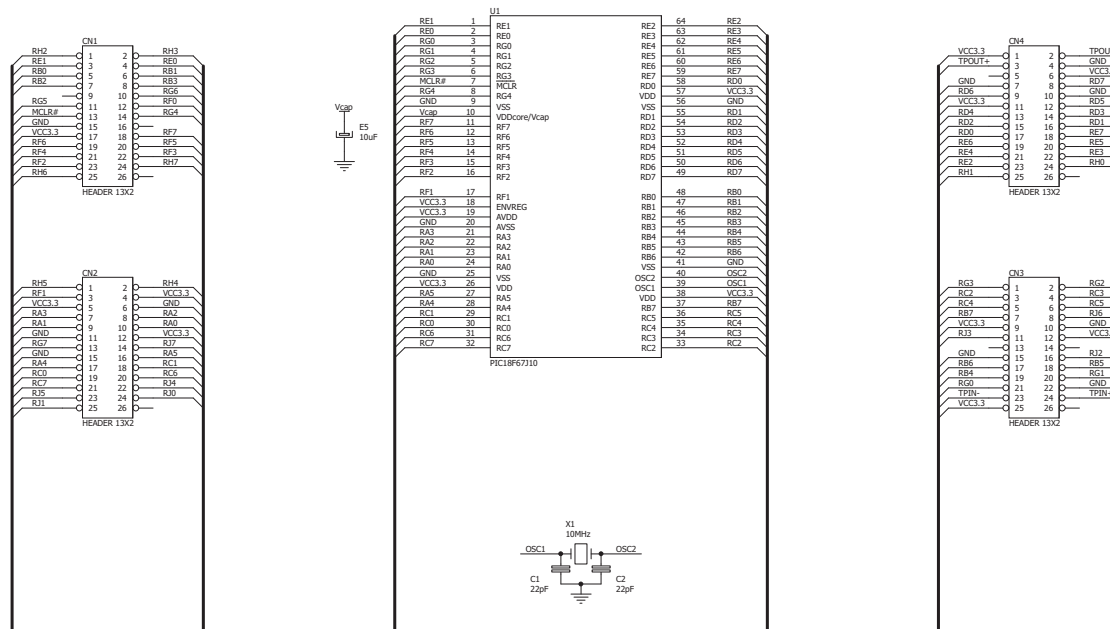 CN1
RH2 1 2 RH3
RE1 3 4 RE0
RB0 5 6 RB1
RB2 7 8 RB3
9 10 RG6
RG5 11 12 RF0
MCLR# 13 14 RG4
GND 15 16
VCC3.3 17 18 RF7
RF6 19 20 RF5
RF4 21 22 RF3
RF2 23 24 RH7
RH6 25 26
HEADER 13X2
CN2
RH5 1 2 RH4
RF1 3 4 VCC3.3
VCC3.3 5 6 GND
RA3 7 8 RA2
RA1 9 10 RA0
GND 11 12 VCC3.3
RG7 13 14 RJ7
GND 15 16 RA5
RA4 17 18 RC1
RC0 19 20 RC6
RC7 21 22 RJ4
RJ5 23 24 RJ0
RJ1 25 26
HEADER 13X2
Vcap
E5
10uF
U1
RE1 1 RE1 RE2 64 RE2
RE0 2 RE0 RE3 63 RE3
RG0 3 RG0 RE4 62 RE4
RG1 4 RG1 RE5 61 RE5
RG2 5 RG2 RE6 60 RE6
RG3 6 RG3 RE7 59 RE7
MCLR# 7 MCLR RD0 58 RD0
RG4 8 RG4 VDD 57 VCC3.3
GND 9 VSS VSS 56 GND
Vcap 10 VDDcore/Vcap RD1 55 RD1
RF7 11 RF7 RD2 54 RD2
RF6 12 RF6 RD3 53 RD3
RF5 13 RF5 RD4 52 RD4
RF4 14 RF4 RD5 51 RD5
RF3 15 RF3 RD6 50 RD6
RF2 16 RF2 RD7 49 RD7
RF1 17 RF1 RB0 48 RB0
VCC3.3 18 ENVREG RB1 47 RB1
VCC3.3 19 AVDD RB2 46 RB2
GND 20 AVSS RB3 45 RB3
RA3 21 RA3 RB4 44 RB4
RA2 22 RA2 RB5 43 RB5
RA1 23 RA1 RB6 42 RB6
RA0 24 RA0 VSS 41 GND
GND 25 VSS OSC2 40 OSC2
VCC3.3 26 VDD OSC1 39 OSC1
RA5 27 RA5 VDD 38 VCC3.3
RA4 28 RA4 RB7 37 RB7
RC1 29 RC1 RC5 36 RC5
RC0 30 RC0 RC4 35 RC4
RC6 31 RC6 RC3 34 RC3
RC7 32 RC7 RC2 33 RC2
PIC18F67J10
X1
10MHz
OSC1 OSC2
C1 C2
22pF 22pF
CN4
VCC3.3 1 2 TPOU
TPOUT+ 3 4 GND
5 6 VCC3.
GND 7 8 RD7
RD6 9 10 GND
VCC3.3 11 12 RD5
RD4 13 14 RD3
RD2 15 16 RD1
RD0 17 18 RE7
RE6 19 20 RE5
RE4 21 22 RE3
RE2 23 24 RH0
RH1 25 26
HEADER 13X2
CN3
RG3 1 2 RG2
RC2 3 4 RC3
RC4 5 6 RC5
RB7 7 8 RJ6
VCC3.3 9 10 GND
RJ3 11 12 VCC3.
13 14
GND 15 16 RJ2
RB6 17 18 RB5
RB4 19 20 RG1
RG0 21 22 GND
TPIN- 23 24 TPIN
VCC3.3 25 26
HEADER 13X2